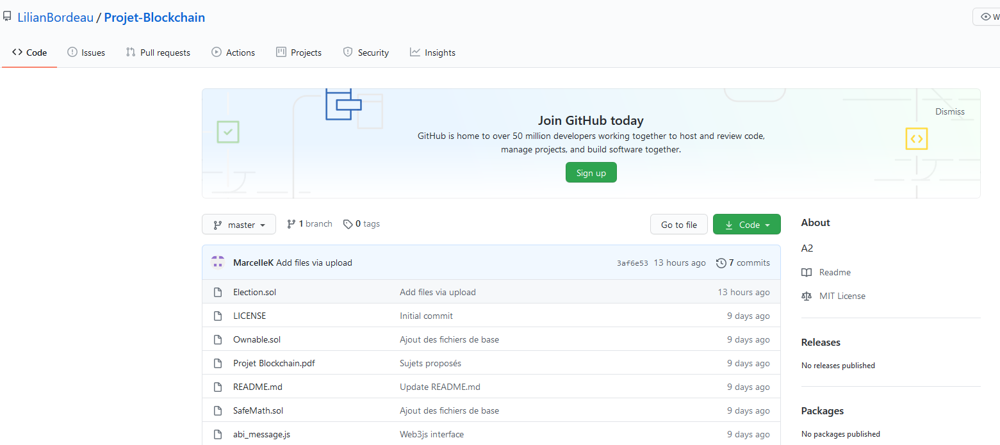 LilianBordeau / Projet-Blockchain
W
Code Issues Pull requests Actions Projects Security Insights
Dismiss
Join GitHub today
GitHub is home to over 50 million developers working together to host and review code,
manage projects, and build software together.
Sign up
master 1 branch 0 tags Go to file Code
MarcelleK Add files via upload 3af6e53 13 hours ago 7 commits
Election.sol Add files via upload 13 hours ago
LICENSE Initial commit 9 days ago
Ownable.sol Ajout des fichiers de base 9 days ago
Projet Blockchain.pdf Sujets proposés 9 days ago
README.md Update README.md 9 days ago
SafeMath.sol Ajout des fichiers de base 9 days ago
abi_message.js Web3js interface 9 days ago
About
A2
Readme
MIT License
Releases
No releases published
Packages
No packages published